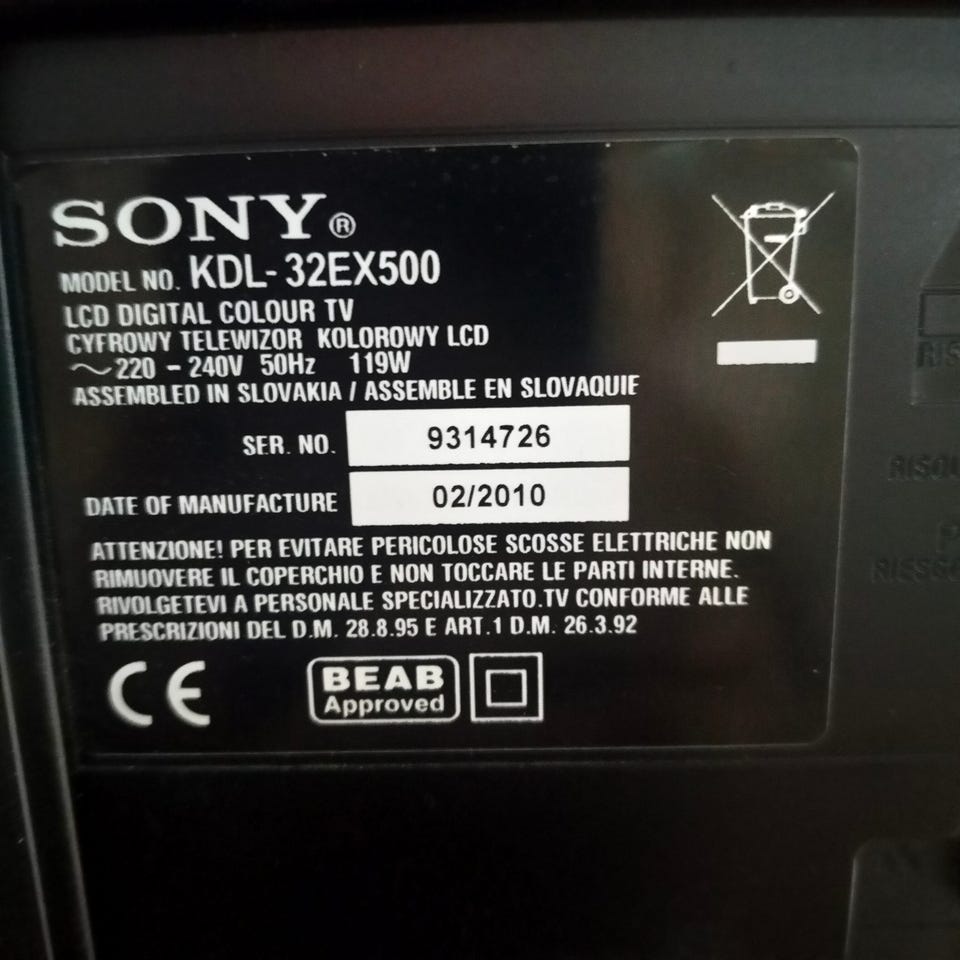 SONY®
MODEL NO. KDL-32EX500
LCD DIGITAL COLOUR TV
CYFROWY TELEWIZOR KOLOROWY LCD
~220 - 240V 50Hz 119W
ASSEMBLED IN SLOVAKIA / ASSEMBLE EN SLOVAQUIE
SER. NO. 9314726
DATE OF MANUFACTURE 02/2010
ATTENZIONE! PER EVITARE PERICOLOSE SCOSSE ELETTRICHE NON
RIMUOVERE IL COPERCHIO E NON TOCCARE LE PARTI INTERNE.
RIVOLGETEVI A PERSONALE SPECIALIZZATO.TV CONFORME ALLE
PRESCRIZIONI DEL D.M. 28.8.95 E ART.1 D.M. 26.3.92
CE
BEAB
Approved